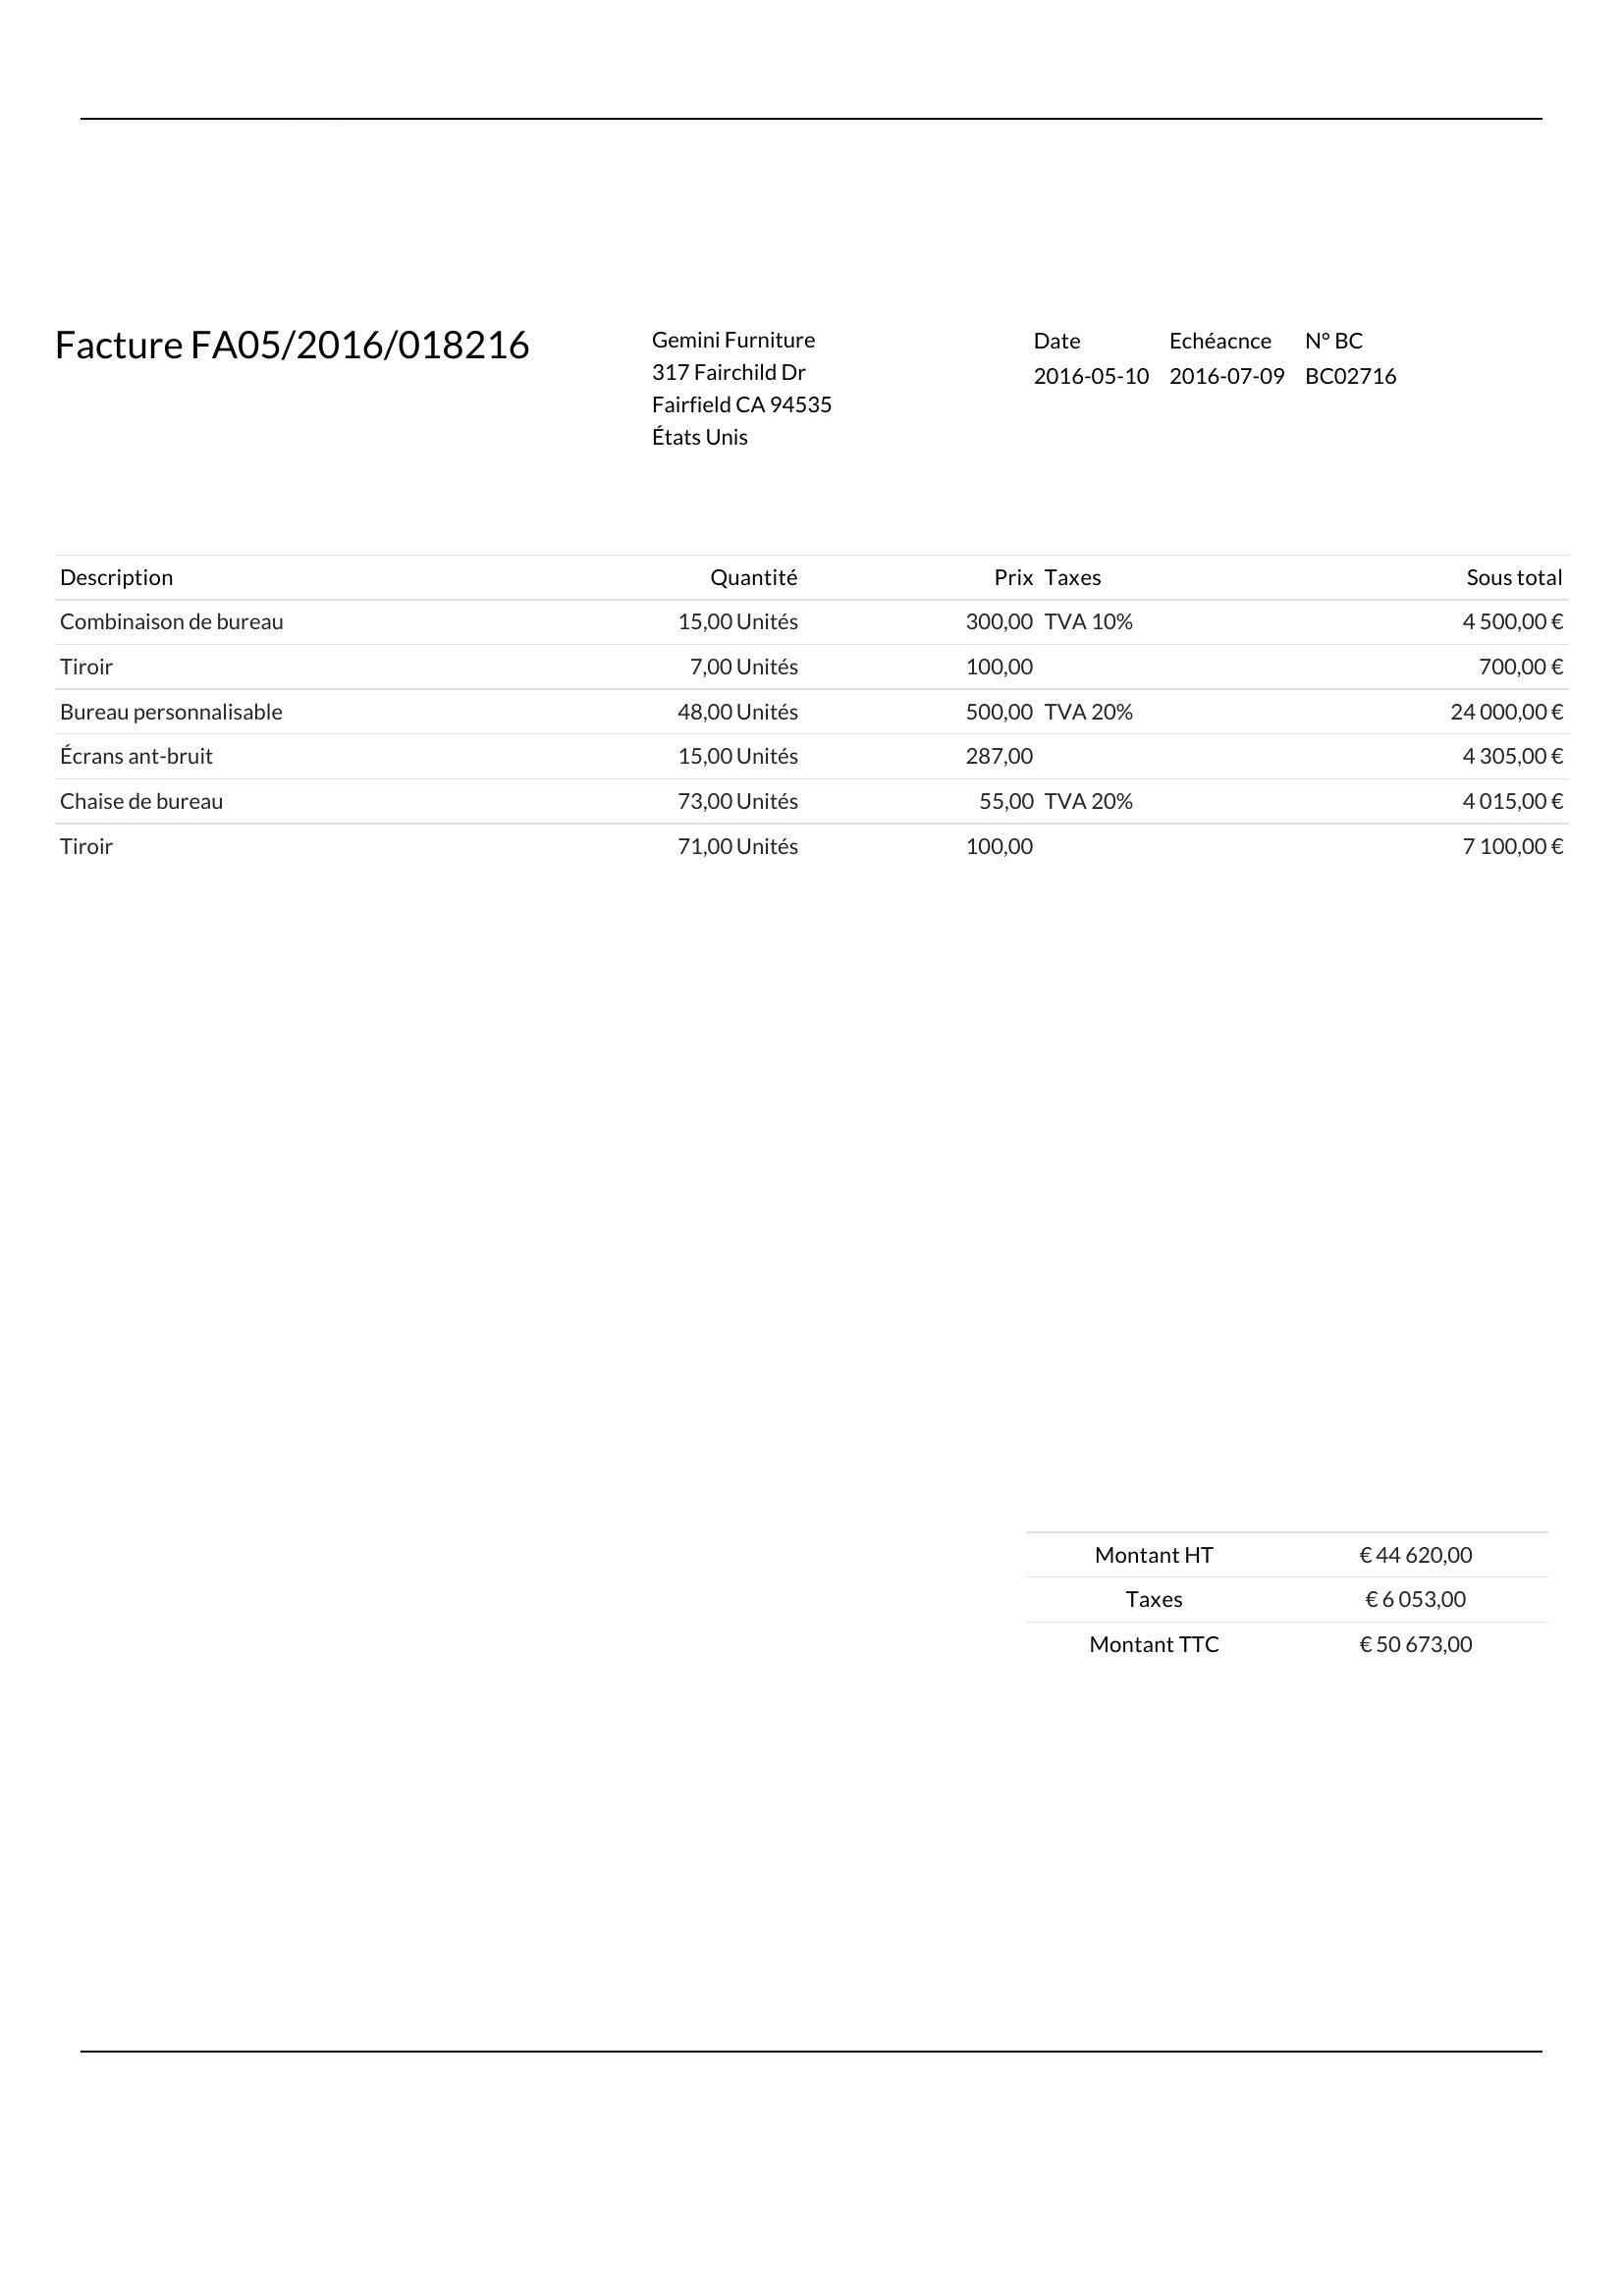 Facture FA05/2016/018216
Gemini Furniture
317 Fairchild Dr
Fairfield CA 94535
États Unis
Date Echéacnce N° BC
2016-05-10 2016-07-09 BC02716
Description Quantité Prix Taxes Sous total
Combinaison de bureau 15,00 Unités 300,00 TVA 10% 4 500,00 €
Tiroir 7,00 Unités 100,00 700,00 €
Bureau personnalisable 48,00 Unités 500,00 TVA 20% 24 000,00 €
Écrans ant-bruit 15,00 Unités 287,00 4 305,00 €
Chaise de bureau 73,00 Unités 55,00 TVA 20% 4 015,00 €
Tiroir 71,00 Unités 100,00 7 100,00 €
Montant HT € 44 620,00
Taxes € 6 053,00
Montant TTC € 50 673,00